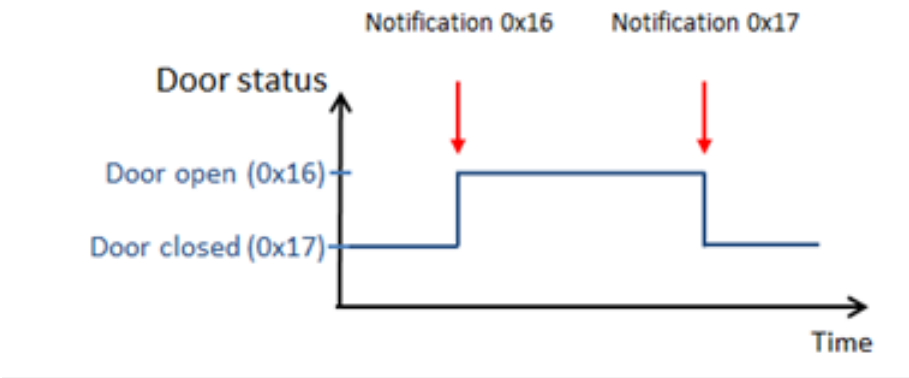 Notification 0x16 Notification 0x17
Door status
Door open (0x16)
Door closed (0x17)
Time